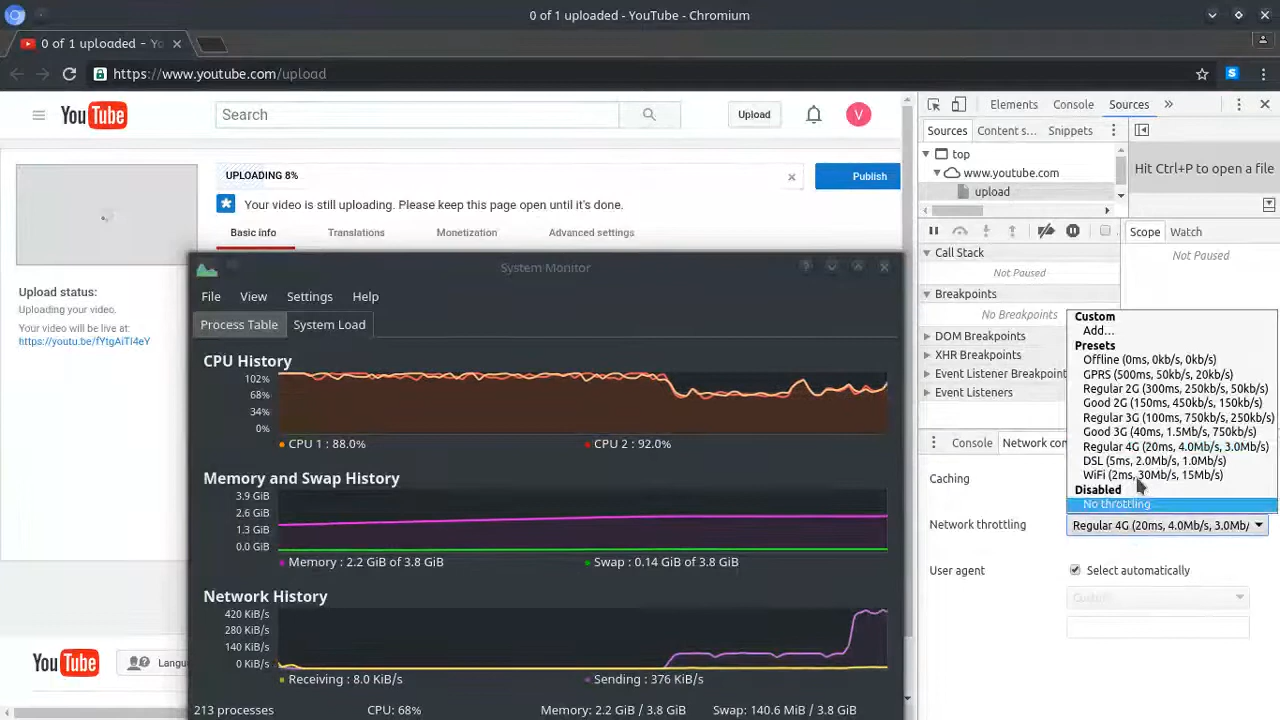 0 of 1 uploaded - YouTube - Chromium
0 of 1 uploaded - Yo
https://www.youtube.com/upload
YouTube
Search
Upload
V
S
UPLOADING 8%
Publish
Your video is still uploading. Please keep this page open until it's done.
Basic info
Translations
Monetization
Advanced settings
Upload status:
Uploading your video.
Your video will be live at:
https://youtu.be/fYtgAiTI4eY
YouTube
Langu
System Monitor
File
View
Settings
Help
Process Table
System Load
CPU History
102%
68%
34%
0%
CPU 1 : 88.0%
CPU 2 : 92.0%
Memory and Swap History
3.9 GiB
2.6 GiB
1.3 GiB
0.0 GiB
Memory : 2.2 GiB of 3.8 GiB
Swap : 0.14 GiB of 3.8 GiB
Network History
420 KiB/s
280 KiB/s
140 KiB/s
0 KiB/s
Receiving : 8.0 KiB/s
Sending : 376 KiB/s
213 processes
CPU: 68%
Memory: 2.2 GiB / 3.8 GiB
Swap: 140.6 MiB / 3.8 GiB
Elements
Console
Sources
Sources
Content s...
Snippets
top
www.youtube.com
upload
Hit Ctrl+P to open a file
Scope
Watch
Not Paused
Call Stack
Not Paused
Breakpoints
No Breakpoints
DOM Breakpoints
XHR Breakpoints
Event Listener Breakpoint
Event Listeners
Console
Network con
Caching
Network throttling
User agent
Custom
Add...
Presets
Offline (0ms, 0kb/s, 0kb/s)
GPRS (500ms, 50kb/s, 20kb/s)
Regular 2G (300ms, 250kb/s, 50kb/s)
Good 2G (150ms, 450kb/s, 150kb/s)
Regular 3G (100ms, 750kb/s, 250kb/s)
Good 3G (40ms, 1.5Mb/s, 750kb/s)
Regular 4G (20ms, 4.0Mb/s, 3.0Mb/s)
DSL (5ms, 2.0Mb/s, 1.0Mb/s)
WiFi (2ms, 30Mb/s, 15Mb/s)
Disabled
No throttling
Regular 4G (20ms, 4.0Mb/s, 3.0Mb/
Select automatically
Custom